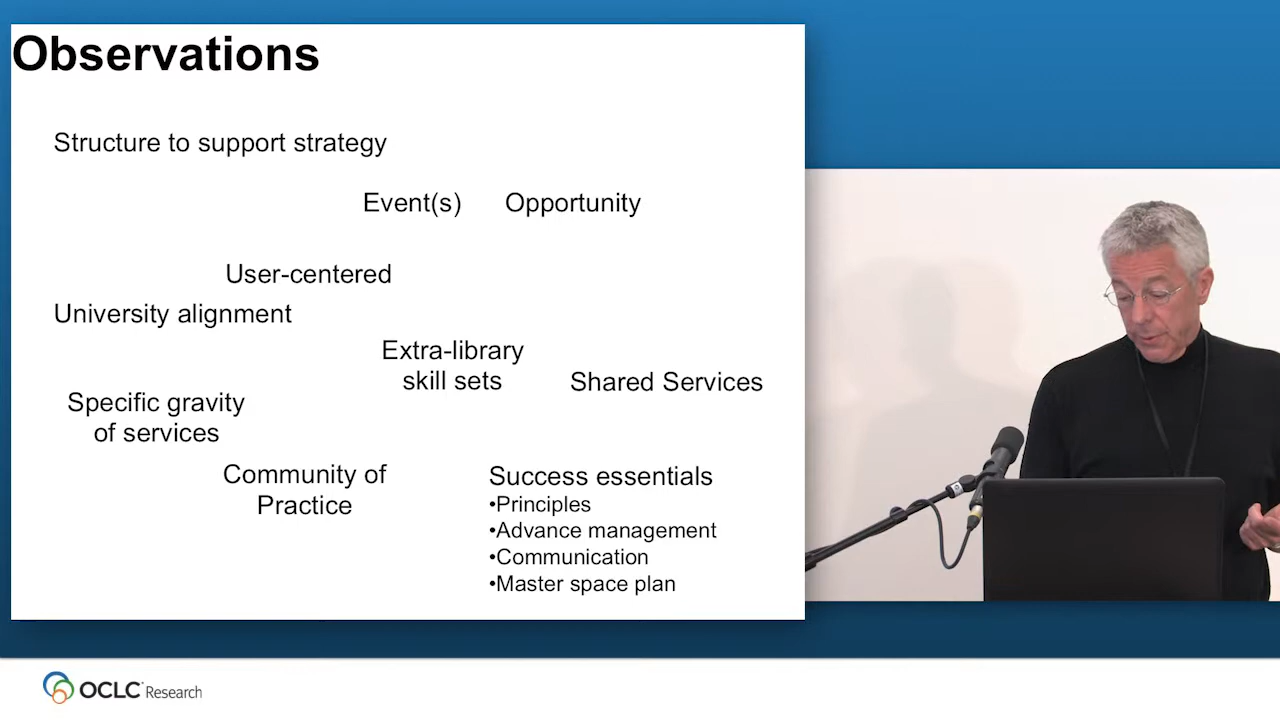 Observations
Structure to support strategy
Event(s) Opportunity
User-centered
University alignment
Extra-library
skill sets
Shared Services
Specific gravity
of services
Community of
Practice
Success essentials
•Principles
•Advance management
•Communication
•Master space plan
OCLC Research